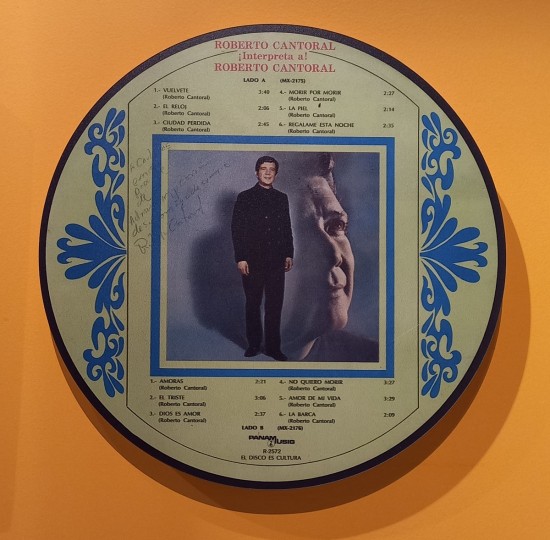 ROBERTO CANTORAL
¡Interpreta a!
ROBERTO CANTORAL
LADO A (MX-2175)
1.- VUELVETE 3:40
(Roberto Cantoral)
2.- EL RELOJ 2:06
(Roberto Cantoral)
3.- CIUDAD PERDIDA 2:45
(Roberto Cantoral)
4.- MORIR POR MORIR 2:27
(Roberto Cantoral)
5.- LA PIEL 2:14
(Roberto Cantoral)
6.- REGALAME ESTA NOCHE 2:35
(Roberto Cantoral)
1.- AMORAS 2:21
(Roberto Cantoral)
2.- EL TRISTE 3:06
(Roberto Cantoral)
3.- DIOS ES AMOR 2:37
(Roberto Cantoral)
4.- NO QUIERO MORIR 3:27
(Roberto Cantoral)
5.- AMOR DE MI VIDA 3:29
(Roberto Cantoral)
6.- LA BARCA 2:09
(Roberto Cantoral)
LADO B (MX-2176)
PANAM MUSIC
R-2572
EL DISCO ES CULTURA